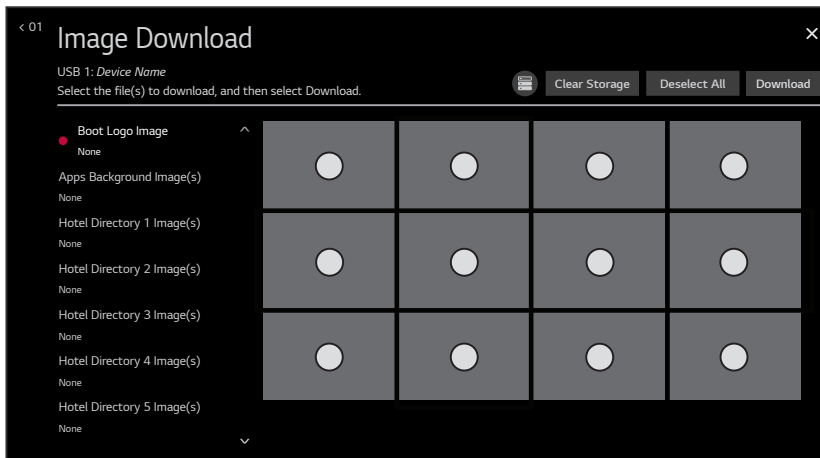 < 01
Image Download
USB 1: Device Name
Select the file(s) to download, and then select Download.
Clear Storage
Deselect All
Download
Boot Logo Image
None
Apps Background Image(s)
None
Hotel Directory 1 Image(s)
None
Hotel Directory 2 Image(s)
None
Hotel Directory 3 Image(s)
None
Hotel Directory 4 Image(s)
None
Hotel Directory 5 Image(s)
None